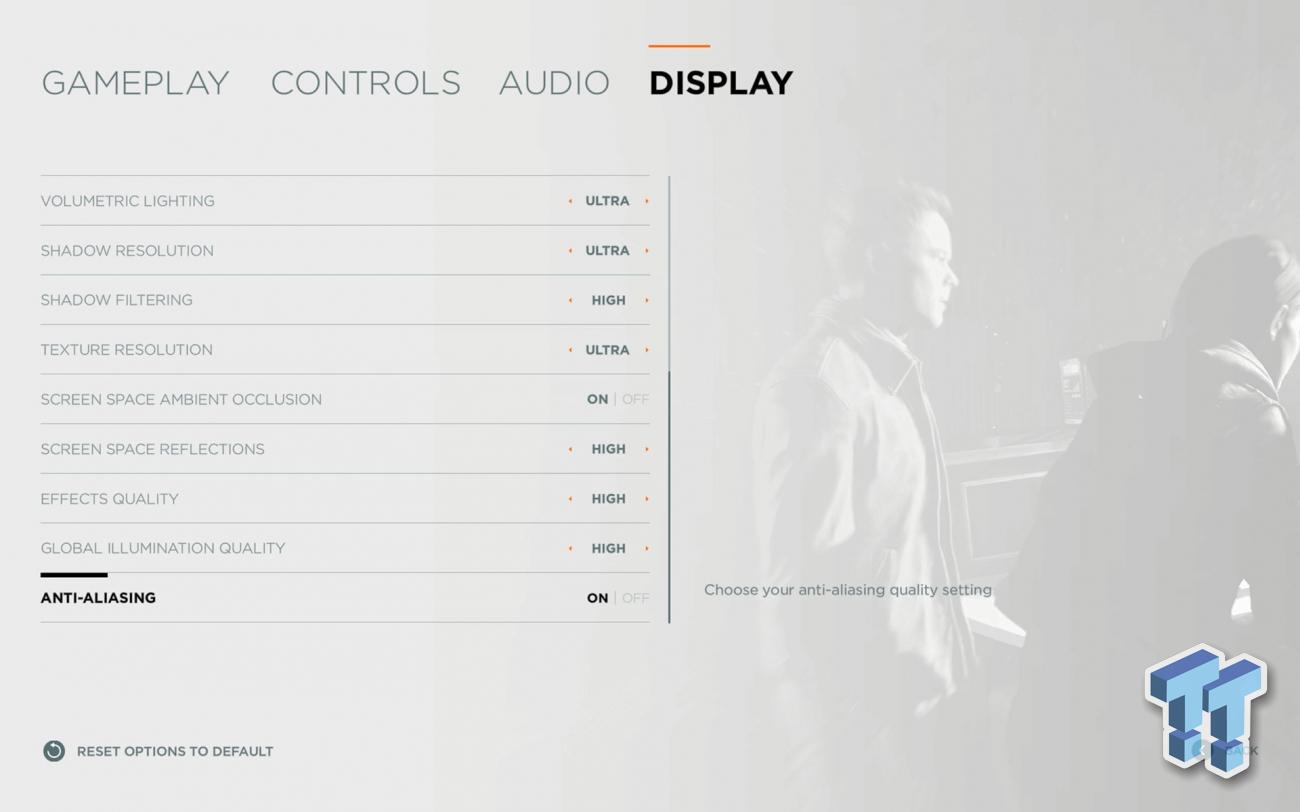 GAMEPLAY CONTROLS AUDIO DISPLAY
VOLUMETRIC LIGHTING ULTRA
SHADOW RESOLUTION ULTRA
SHADOW FILTERING HIGH
TEXTURE RESOLUTION ULTRA
SCREEN SPACE AMBIENT OCCLUSION ON | OFF
SCREEN SPACE REFLECTIONS HIGH
EFFECTS QUALITY HIGH
GLOBAL ILLUMINATION QUALITY HIGH
ANTI-ALIASING ON | OFF
Choose your anti-aliasing quality setting
RESET OPTIONS TO DEFAULT
BACK
TT